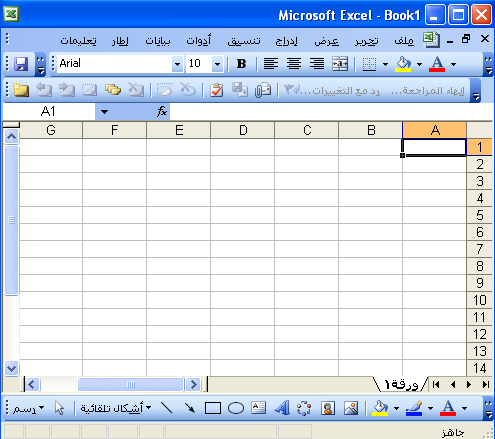 Microsoft Excel - Book1
ملف تحرير عرض إدراج تنسيق أدوات بيانات إطار تعليمات
Arial 10 B A
إنهاء المراجعة... رد مع التغييرات...
A1 fx
A B C D E F G
1
2
3
4
5
6
7
8
9
10
11
12
13
14
ورقة١
رسم أشكال تلقائية A A
جاهز